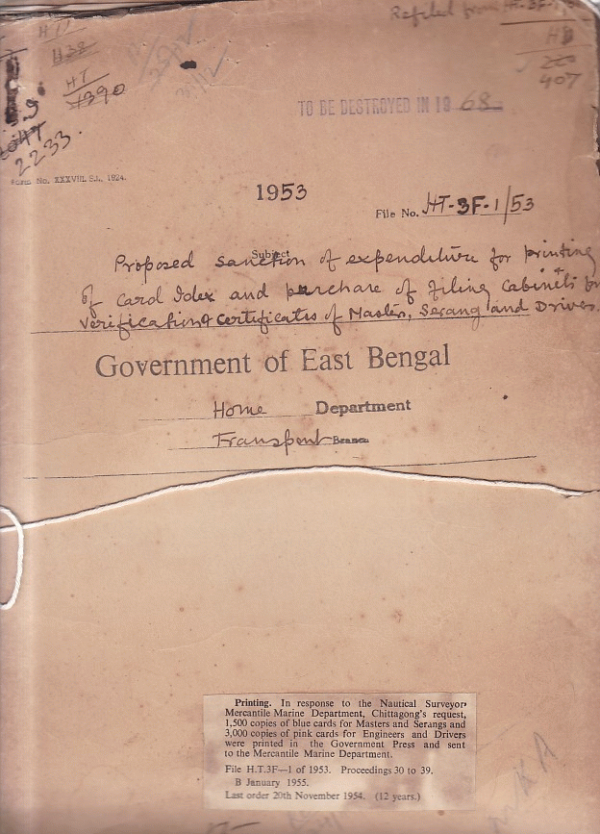 Refiled from HT-3F-
HT
HT
1390
407
2233.
TO BE DESTROYED IN 19 68
Form No. XXXVIII. S.I., 1924.
1953
File No. HT-3F-1/53
Subject
Proposed sanction of expenditure for printing
of Card Index and purchase of Filing Cabinets for
verification of certificates of Master, Serang and Drivers.
Government of East Bengal
Home Department
Transport Branch
Printing. In response to the Nautical Surveyor,
Mercantile Marine Department, Chittagong's request,
1,500 copies of blue cards for Masters and Serangs and
3,000 copies of pink cards for Engineers and Drivers
were printed in the Government Press and sent
to the Mercantile Marine Department.
File H.T.3F—1 of 1953. Proceedings 30 to 39.
B January 1955.
Last order 20th November 1954. (12 years.)